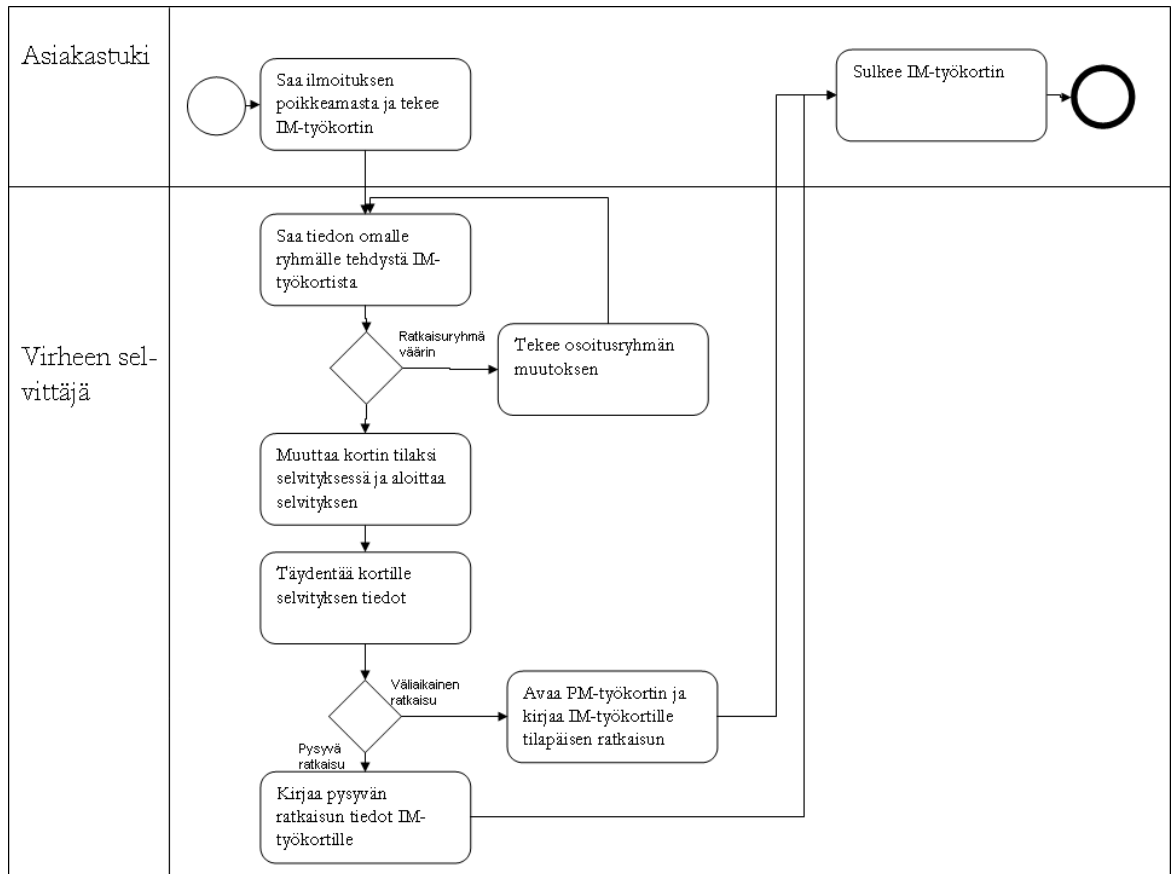 Asiakastuki
Saa ilmoituksen
poikkeamasta ja tekee
IM-työkortin
Sulkee IM-työkortin
Virheen sel-
vittäjä
Saa tiedon omalle
ryhmälle tehdystä IM-
työkortista
Ratkaisuryhmä
väärin
Tekee osoitusryhmän
muutoksen
Muuttaa kortin tilaksi
selvityksessä ja aloittaa
selvityksen
Täydentää kortille
selvityksen tiedot
Väliaikainen
ratkaisu
Avaa PM-työkortin ja
kirjaa IM-työkortille
tilapäisen ratkaisun
Pysyvä
ratkaisu
Kirjaa pysyvän
ratkaisun tiedot IM-
työkortille